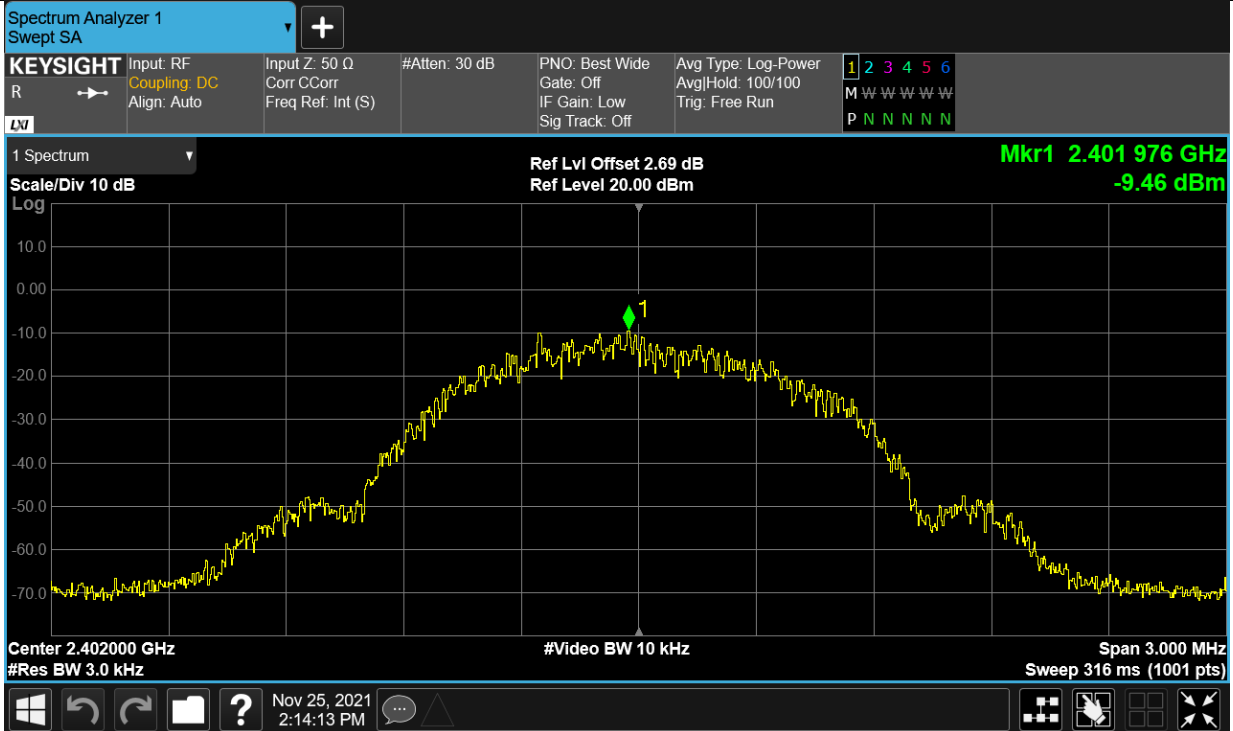 Spectrum Analyzer 1
Swept SA
KEYSIGHT
R
LXI
Input: RF
Coupling: DC
Align: Auto
Input Z: 50 Ω
Corr CCorr
Freq Ref: Int (S)
#Atten: 30 dB
PNO: Best Wide
Gate: Off
IF Gain: Low
Sig Track: Off
Avg Type: Log-Power
Avg|Hold: 100/100
Trig: Free Run
1 2 3 4 5 6
M W W W W W W
P N N N N N N
1 Spectrum
Scale/Div 10 dB
Log
Ref Lvl Offset 2.69 dB
Ref Level 20.00 dBm
Mkr1 2.401 976 GHz
-9.46 dBm
10.0
0.00
-10.0
-20.0
-30.0
-40.0
-50.0
-60.0
-70.0
1
Center 2.402000 GHz
#Res BW 3.0 kHz
#Video BW 10 kHz
Span 3.000 MHz
Sweep 316 ms (1001 pts)
?
Nov 25, 2021
2:14:13 PM